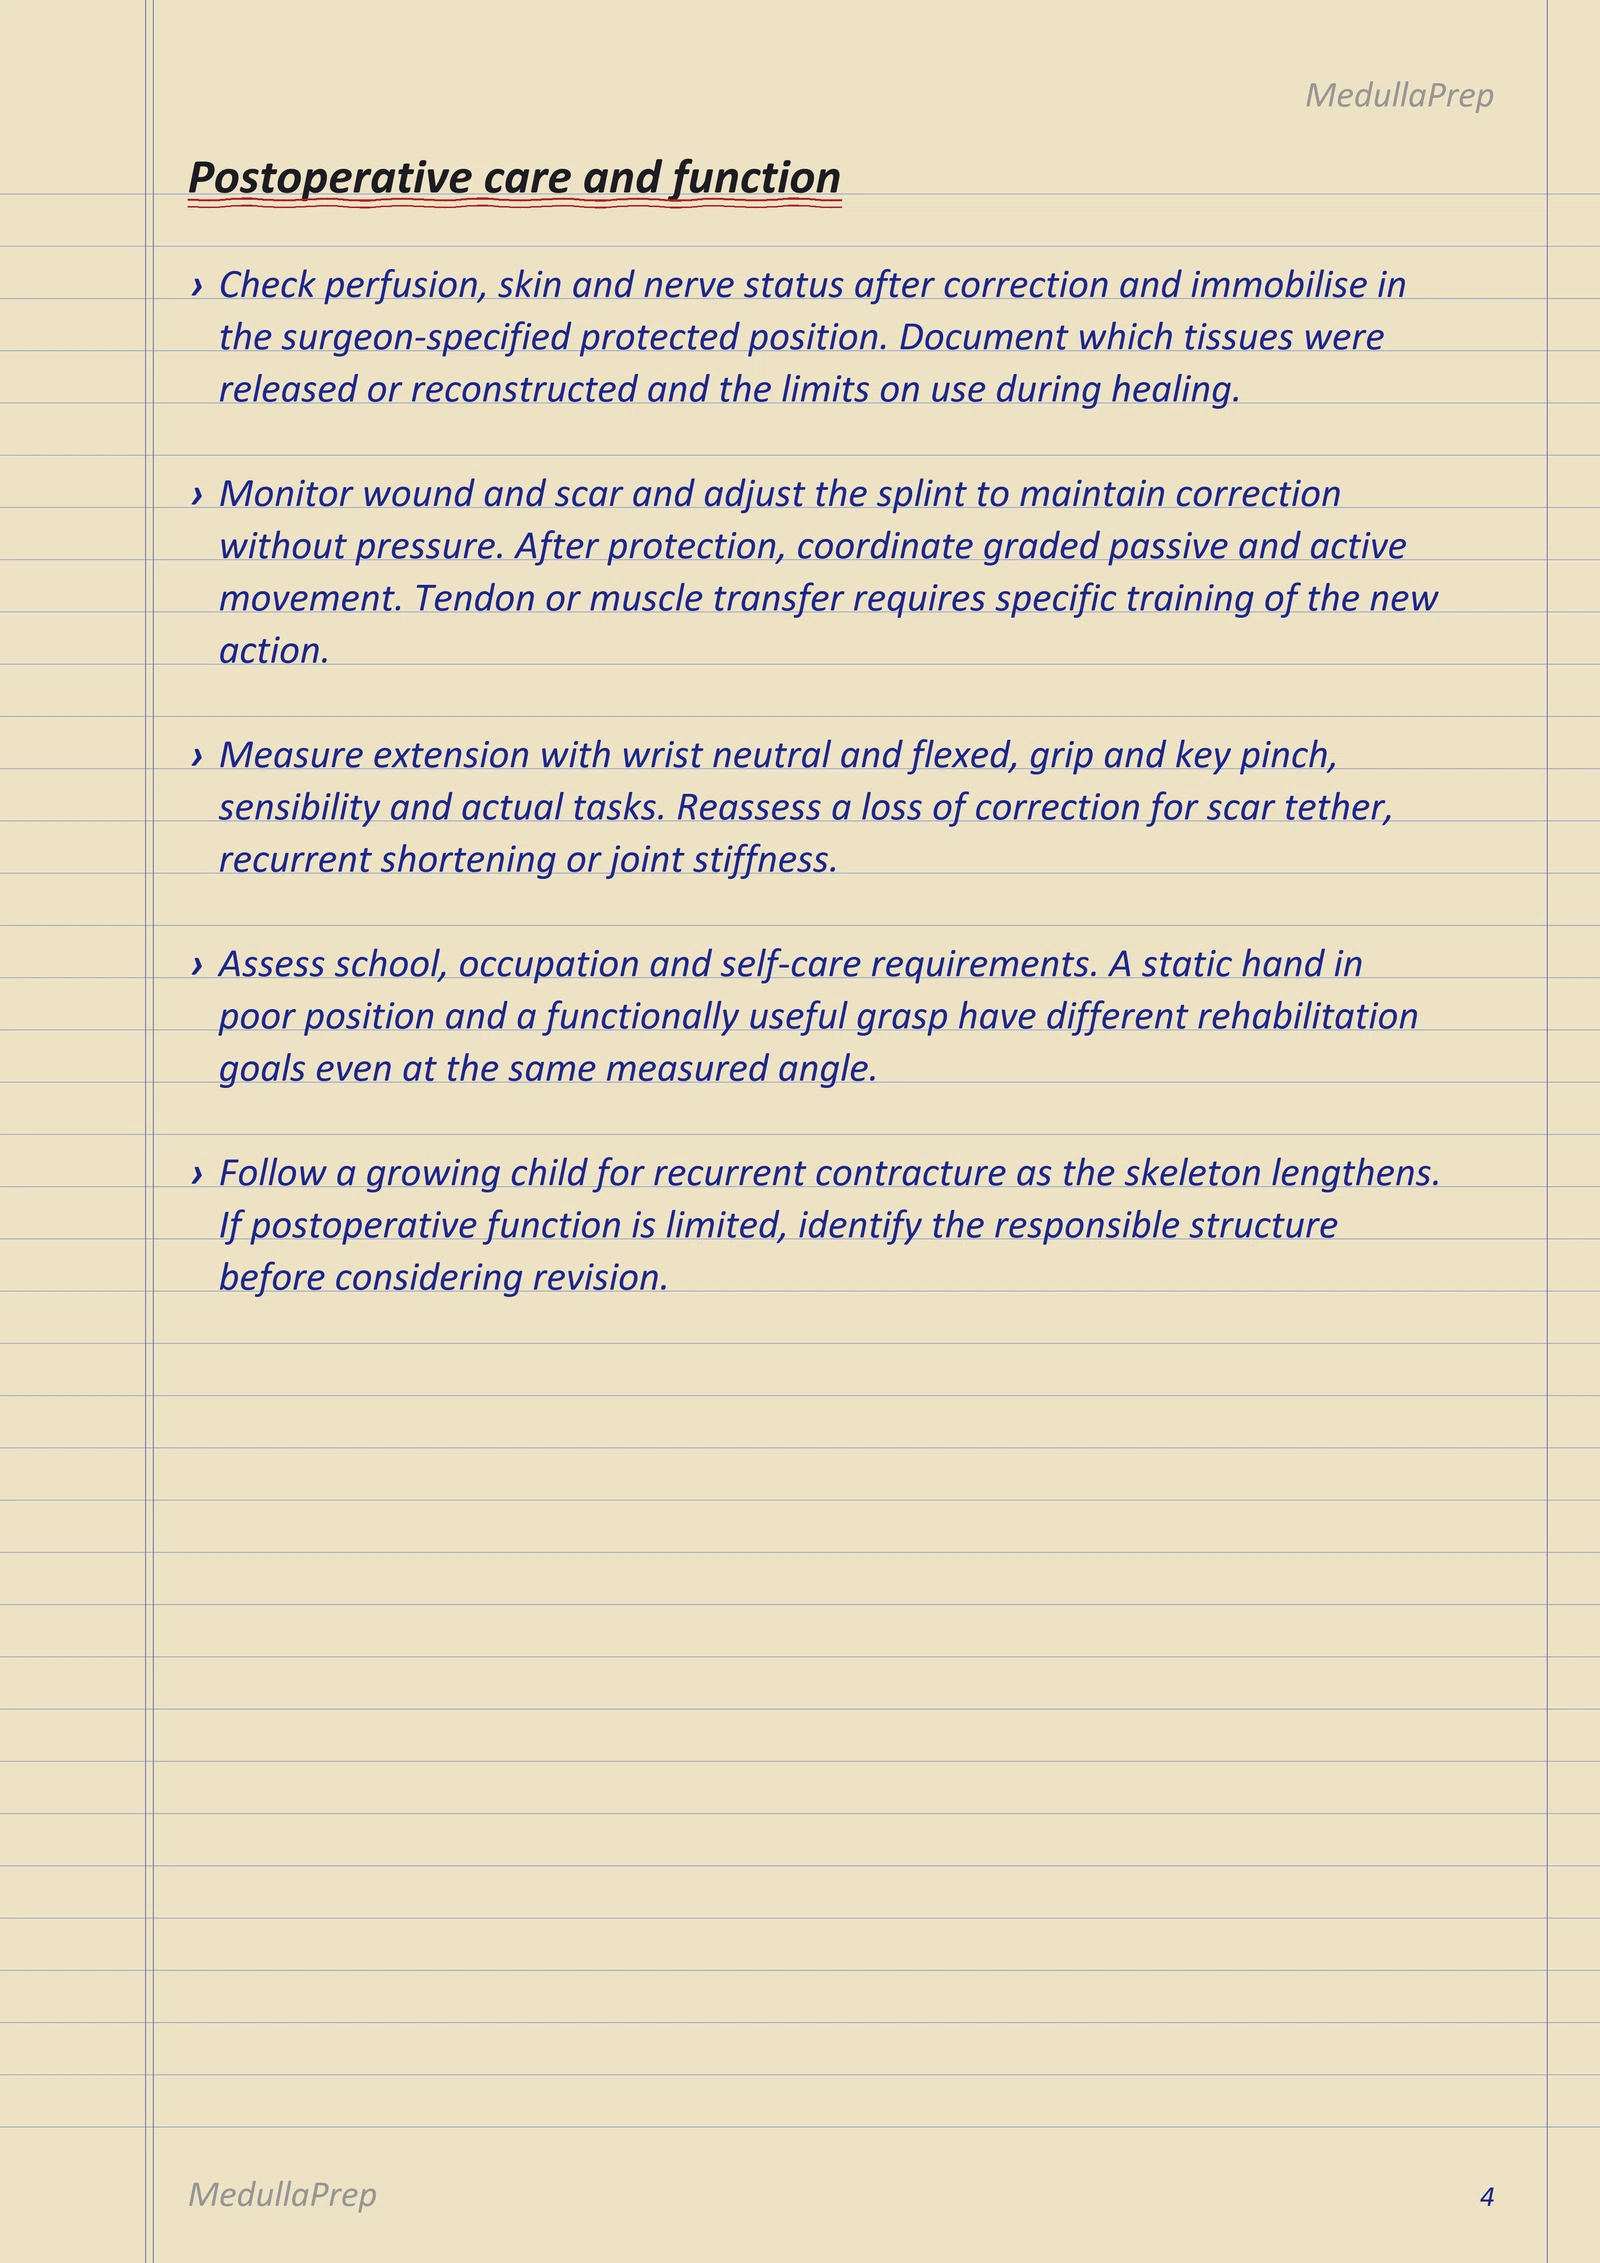 MedullaPrep
Postoperative care and function
› Check perfusion, skin and nerve status after correction and immobilise in
the surgeon-specified protected position. Document which tissues were
released or reconstructed and the limits on use during healing.
› Monitor wound and scar and adjust the splint to maintain correction
without pressure. After protection, coordinate graded passive and active
movement. Tendon or muscle transfer requires specific training of the new
action.
› Measure extension with wrist neutral and flexed, grip and key pinch,
sensibility and actual tasks. Reassess a loss of correction for scar tether,
recurrent shortening or joint stiffness.
› Assess school, occupation and self-care requirements. A static hand in
poor position and a functionally useful grasp have different rehabilitation
goals even at the same measured angle.
› Follow a growing child for recurrent contracture as the skeleton lengthens.
If postoperative function is limited, identify the responsible structure
before considering revision.
MedullaPrep
4